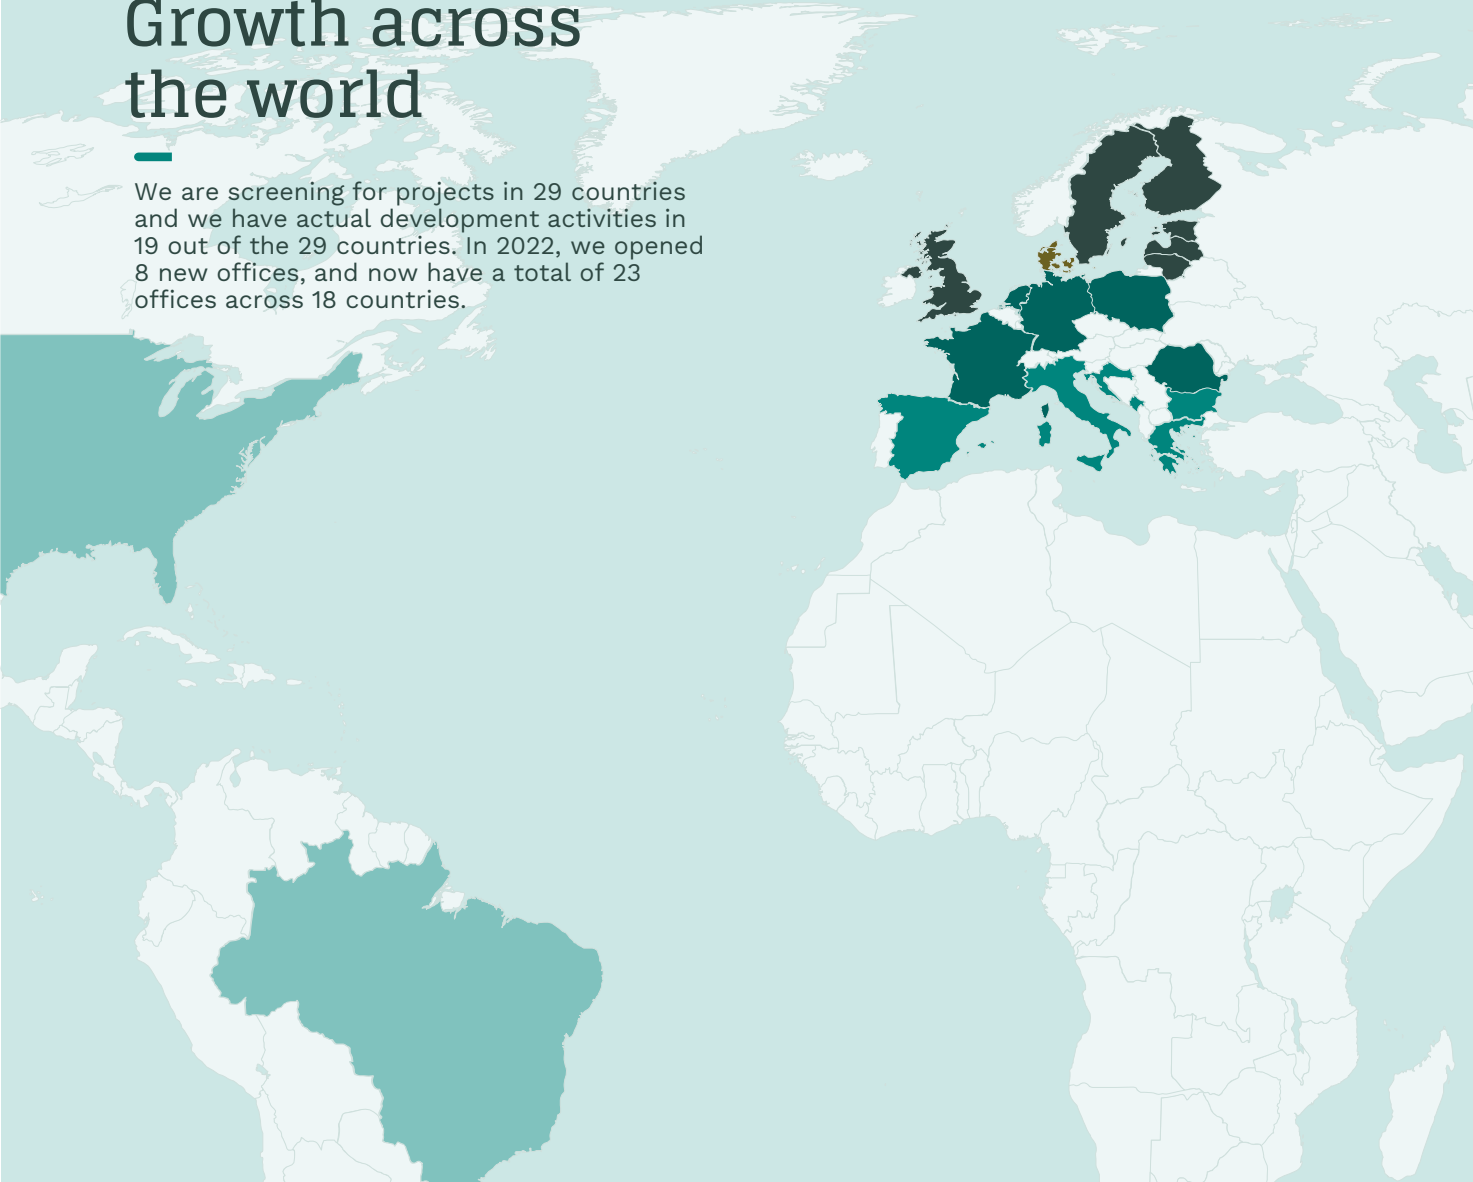 Growth across
the world
We are screening for projects in 29 countries
and we have actual development activities in
19 out of the 29 countries. In 2022, we opened
8 new offices, and now have a total of 23
offices across 18 countries.